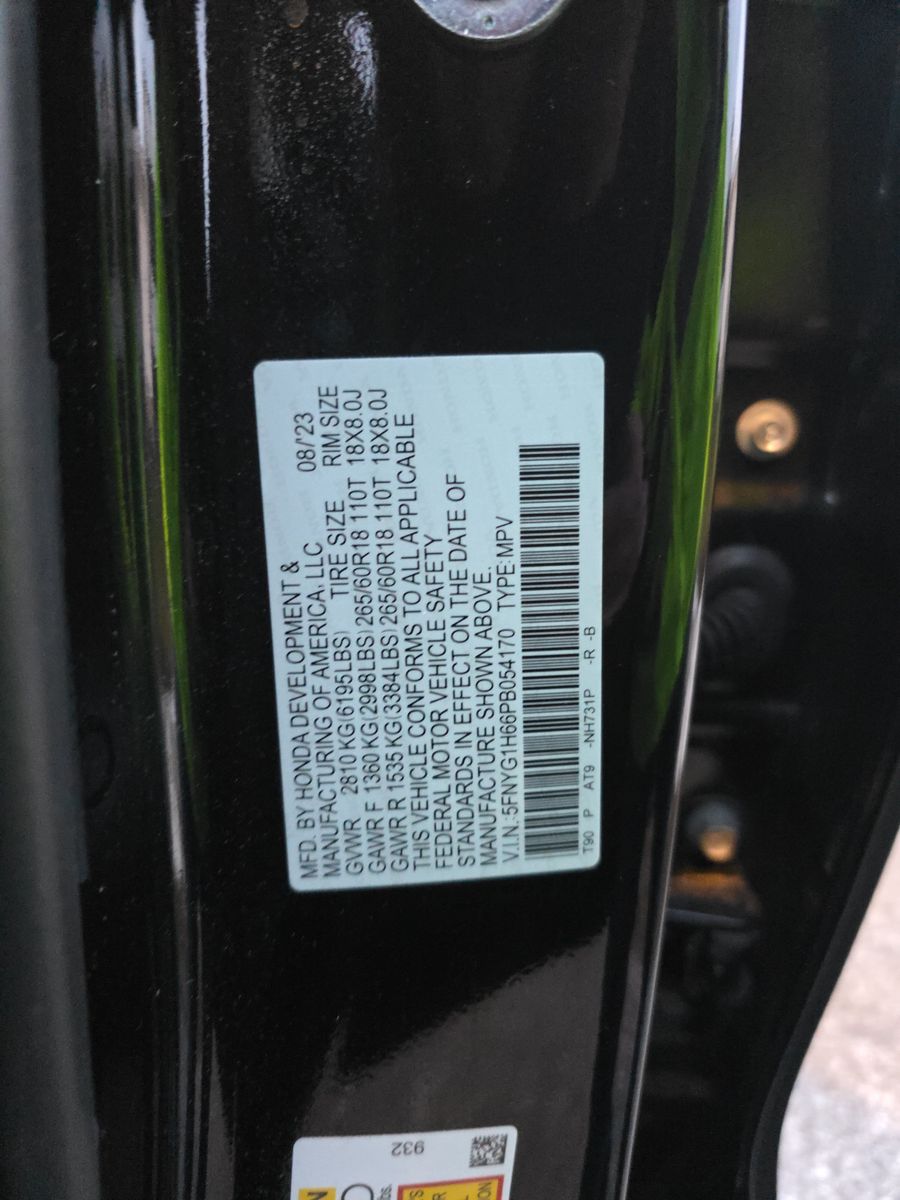 MFD. BY HONDA DEVELOPMENT &
MANUFACTURING OF AMERICA, LLC 08/'23
GVWR 2810 KG(6195LBS) TIRE SIZE RIM SIZE
GAWR F 1360 KG(2998LBS) 265/60R18 110T 18X8.0J
GAWR R 1535 KG(3384LBS) 265/60R18 110T 18X8.0J
THIS VEHICLE CONFORMS TO ALL APPLICABLE
FEDERAL MOTOR VEHICLE SAFETY
STANDARDS IN EFFECT ON THE DATE OF
MANUFACTURE SHOWN ABOVE.
V.I.N.:5FNYG1H66PB054170 TYPE:MPV
T90 P AT9 -NH731P -R -B
932